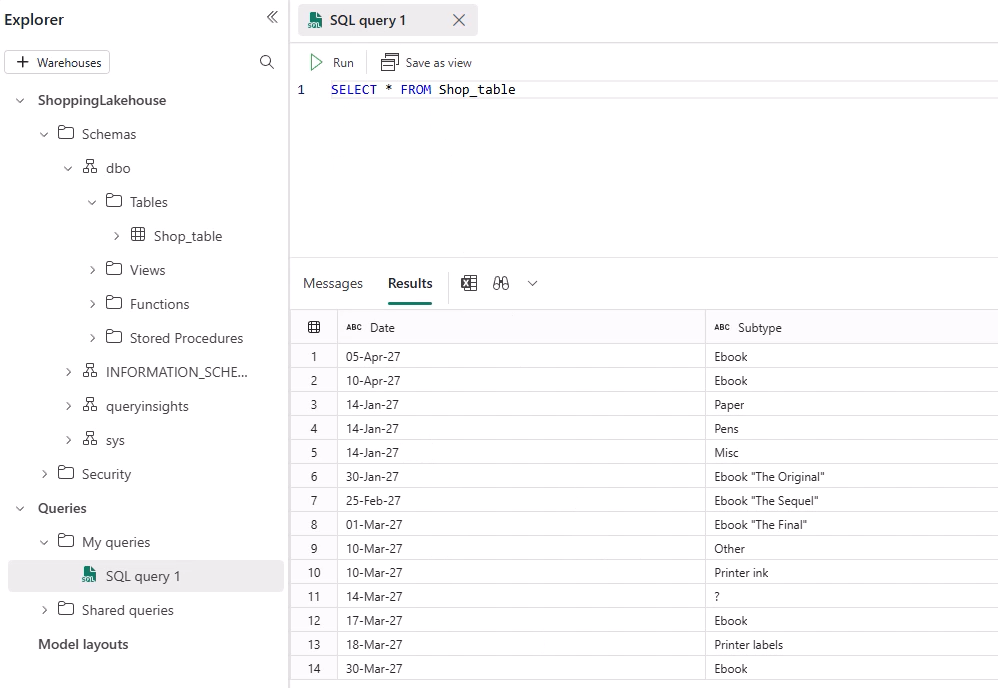 Explorer
Warehouses
ShoppingLakehouse
Schemas
dbo
Tables
Shop_table
Views
Functions
Stored Procedures
INFORMATION_SCHE...
queryinsights
sys
Security
Queries
My queries
SQL query 1
Shared queries
Model layouts
SQL query 1
Run Save as view
1 SELECT * FROM Shop_table
Messages Results
ABC Date ABC Subtype
1 05-Apr-27 Ebook
2 10-Apr-27 Ebook
3 14-Jan-27 Paper
4 14-Jan-27 Pens
5 14-Jan-27 Misc
6 30-Jan-27 Ebook "The Original"
7 25-Feb-27 Ebook "The Sequel"
8 01-Mar-27 Ebook "The Final"
9 10-Mar-27 Other
10 10-Mar-27 Printer ink
11 14-Mar-27 ?
12 17-Mar-27 Ebook
13 18-Mar-27 Printer labels
14 30-Mar-27 Ebook